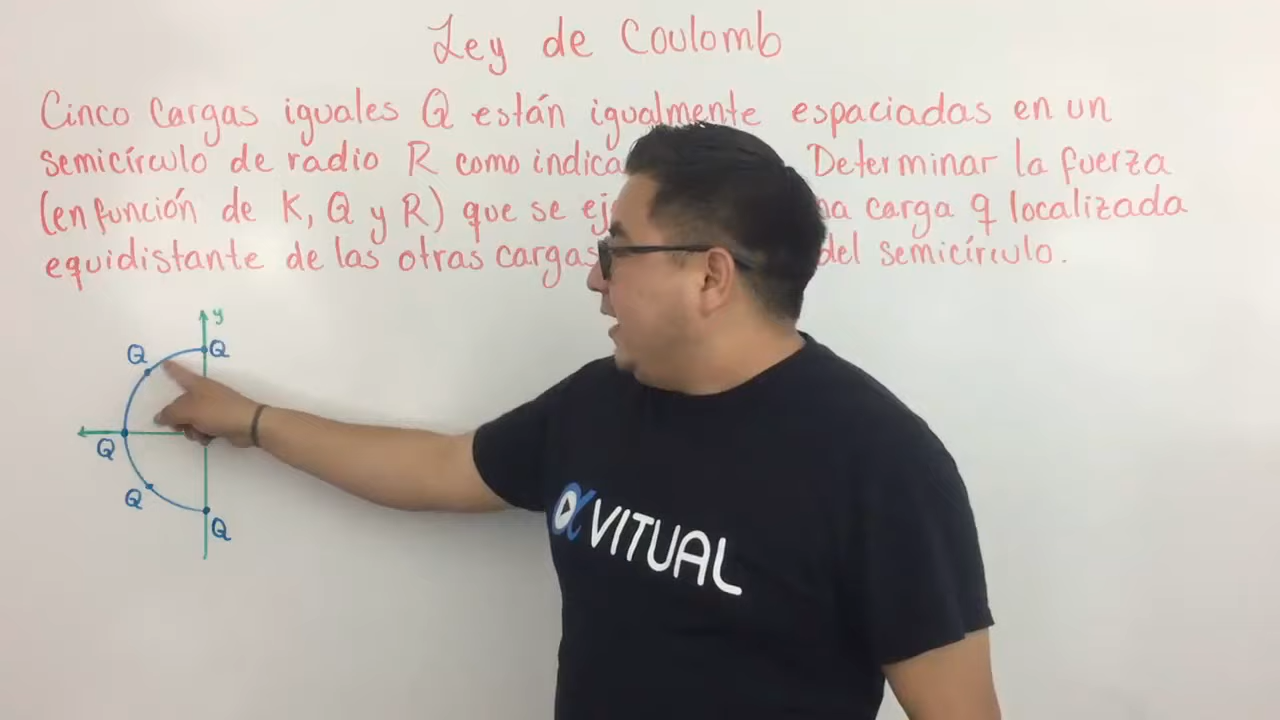 Ley de Coulomb
Cinco Cargas iguales Q están igualmente espaciadas en un
semicírculo de radio R como indica Determinar la fuerza
(en función de K, Q y R) que se ej carga q localizada
equidistante de las otras cargas del semicírculo.
y
Q Q
Q
Q
Q
VITUAL